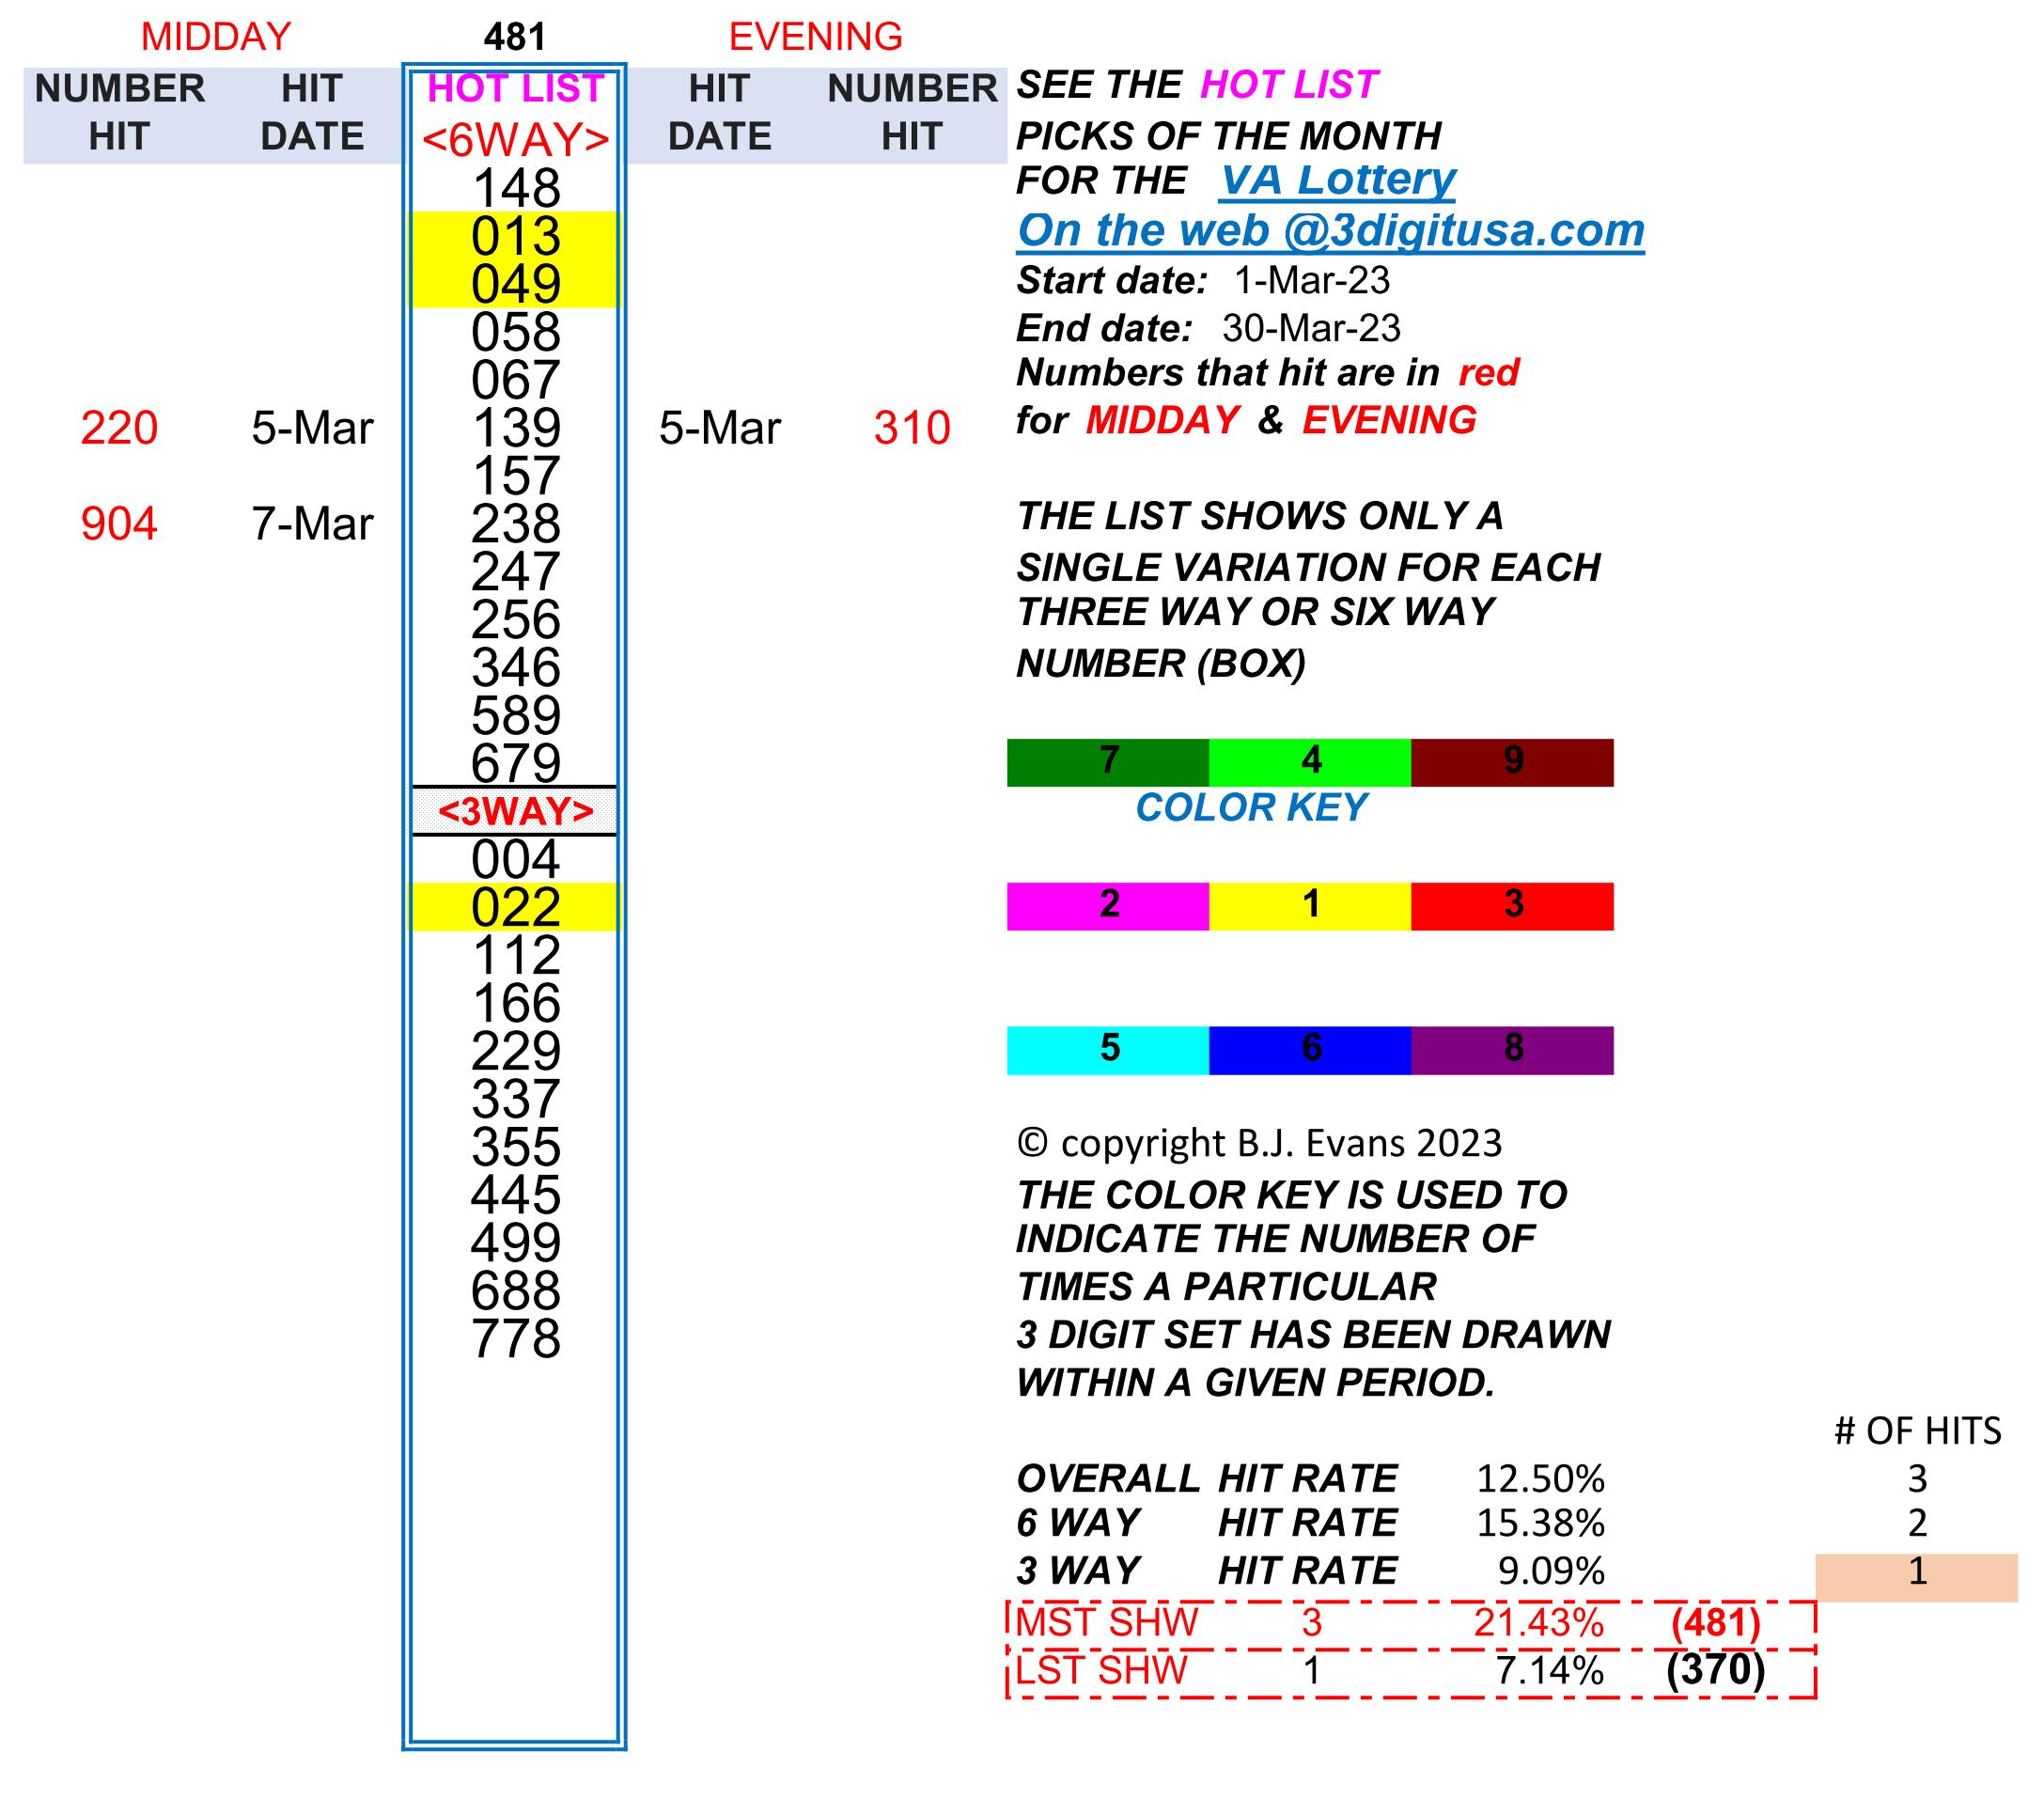 MIDDAY 481 EVENING
NUMBER HIT HOT LIST HIT NUMBER SEE THE HOT LIST
HIT DATE <6WAY> DATE HIT PICKS OF THE MONTH
148 FOR THE VA Lottery
013 On the web @3digitusa.com
049 Start date: 1-Mar-23
058 End date: 30-Mar-23
067 Numbers that hit are in red
220 5-Mar 139 5-Mar 310 for MIDDAY & EVENING
157
904 7-Mar 238 THE LIST SHOWS ONLY A
247 SINGLE VARIATION FOR EACH
256 THREE WAY OR SIX WAY
346 NUMBER (BOX)
589
679 7 4 9
<3WAY> COLOR KEY
004
022 2 1 3
112
166
229 5 6 8
337
355 © copyright B.J. Evans 2023
445 THE COLOR KEY IS USED TO
499 INDICATE THE NUMBER OF
688 TIMES A PARTICULAR
778 3 DIGIT SET HAS BEEN DRAWN
WITHIN A GIVEN PERIOD.
# OF HITS
OVERALL HIT RATE 12.50% 3
6 WAY HIT RATE 15.38% 2
3 WAY HIT RATE 9.09% 1
MST SHW 3 21.43% (481)
LST SHW 1 7.14% (370)